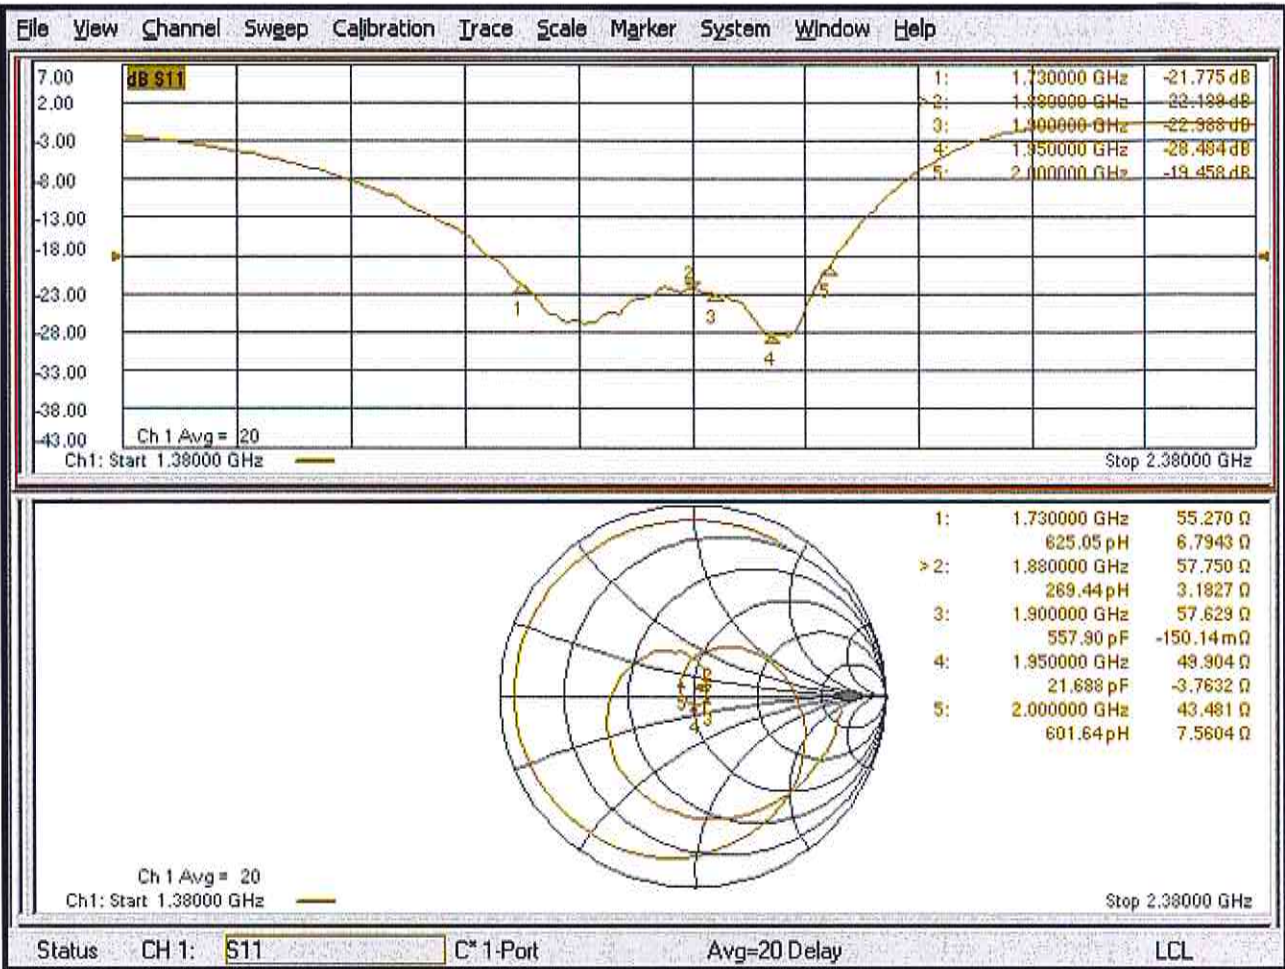 File View Channel Sweep Calibration Trace Scale Marker System Window Help
7.00
2.00
-3.00
-8.00
-13.00
-18.00
-23.00
-28.00
-33.00
-38.00
-43.00
dB S11
1: 1.730000 GHz -21.775 dB
>2: 1.880000 GHz -22.199 dB
3: 1.900000 GHz -22.988 dB
4: 1.950000 GHz -28.484 dB
5: 2.000000 GHz -19.458 dB
1
2
3
4
5
Ch 1 Avg = 20
Ch1: Start 1.38000 GHz
Stop 2.38000 GHz
1: 1.730000 GHz 55.270 Ω
625.05 pH 6.7943 Ω
>2: 1.880000 GHz 57.750 Ω
269.44 pH 3.1827 Ω
3: 1.900000 GHz 57.629 Ω
557.90 pF -150.14 mΩ
4: 1.950000 GHz 49.904 Ω
21.688 pF -3.7632 Ω
5: 2.000000 GHz 43.481 Ω
601.64 pH 7.5604 Ω
5
3
4
Ch 1 Avg = 20
Ch1: Start 1.38000 GHz
Stop 2.38000 GHz
Status CH 1: S11 C* 1-Port Avg=20 Delay LCL